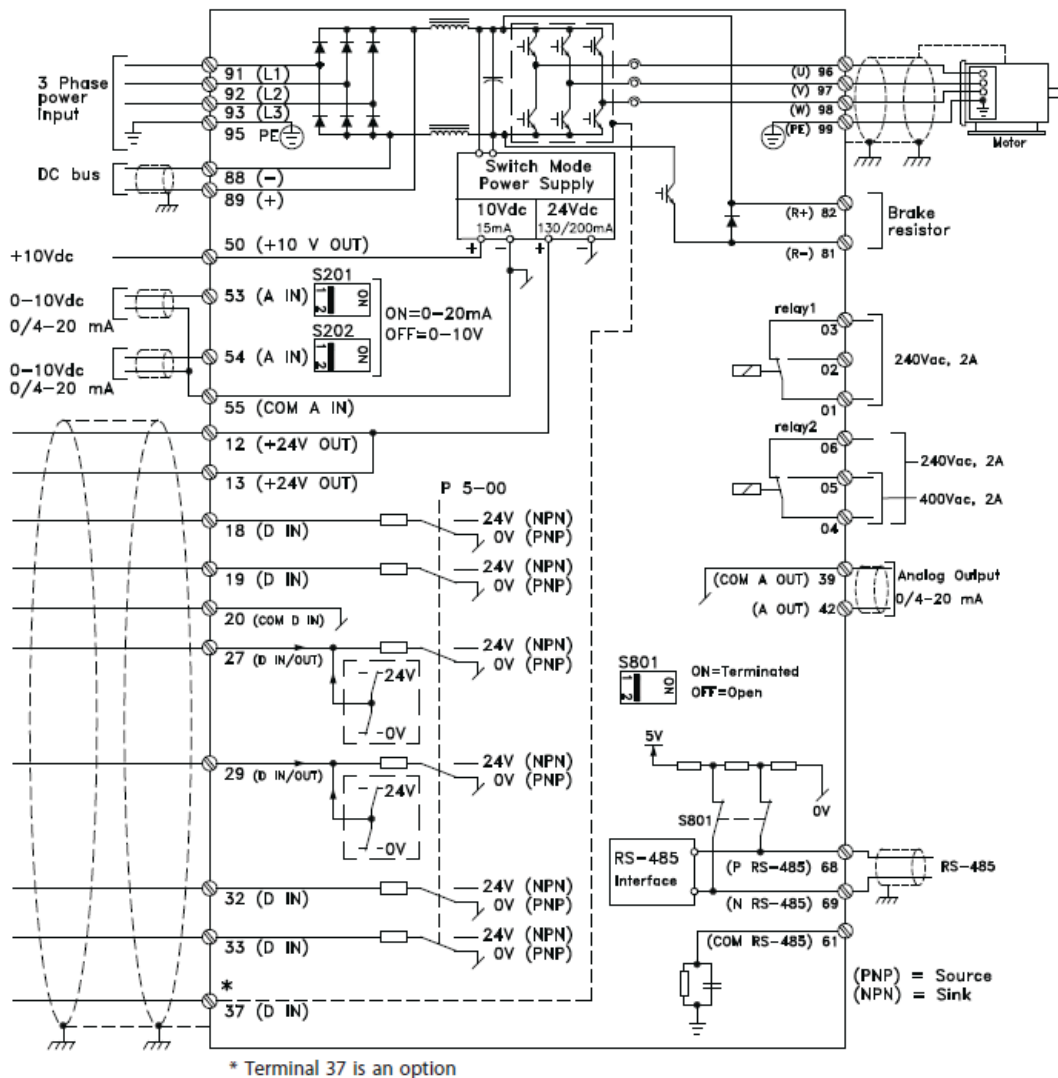 3 Phase
power
input
91 (L1)
92 (L2)
93 (L3)
95 PE
DC bus
88 (-)
89 (+)
Switch Mode
Power Supply
10Vdc
15mA
24Vdc
130/200mA
+ - + -
+10Vdc
50 (+10 V OUT)
0-10Vdc
0/4-20 mA
53 (A IN)
S201
1 2 ON
ON=0-20mA
OFF=0-10V
S202
1 2 ON
0-10Vdc
0/4-20 mA
54 (A IN)
55 (COM A IN)
12 (+24V OUT)
13 (+24V OUT)
P 5-00
18 (D IN)
24V (NPN)
0V (PNP)
19 (D IN)
24V (NPN)
0V (PNP)
20 (COM D IN)
27 (D IN/OUT)
24V (NPN)
0V (PNP)
24V
0V
29 (D IN/OUT)
24V (NPN)
0V (PNP)
24V
0V
32 (D IN)
24V (NPN)
0V (PNP)
33 (D IN)
24V (NPN)
0V (PNP)
*
37 (D IN)
(U) 96
(V) 97
(W) 98
(PE) 99
Motor
(R+) 82
(R-) 81
Brake
resistor
relay1
03
02
01
240Vac, 2A
relay2
06
05
04
240Vac, 2A
400Vac, 2A
(COM A OUT) 39
(A OUT) 42
Analog Output
0/4-20 mA
S801
1 2 ON
ON=Terminated
OFF=Open
5V
0V
S801
RS-485
Interface
(P RS-485) 68
(N RS-485) 69
RS-485
(COM RS-485) 61
(PNP) = Source
(NPN) = Sink
* Terminal 37 is an option